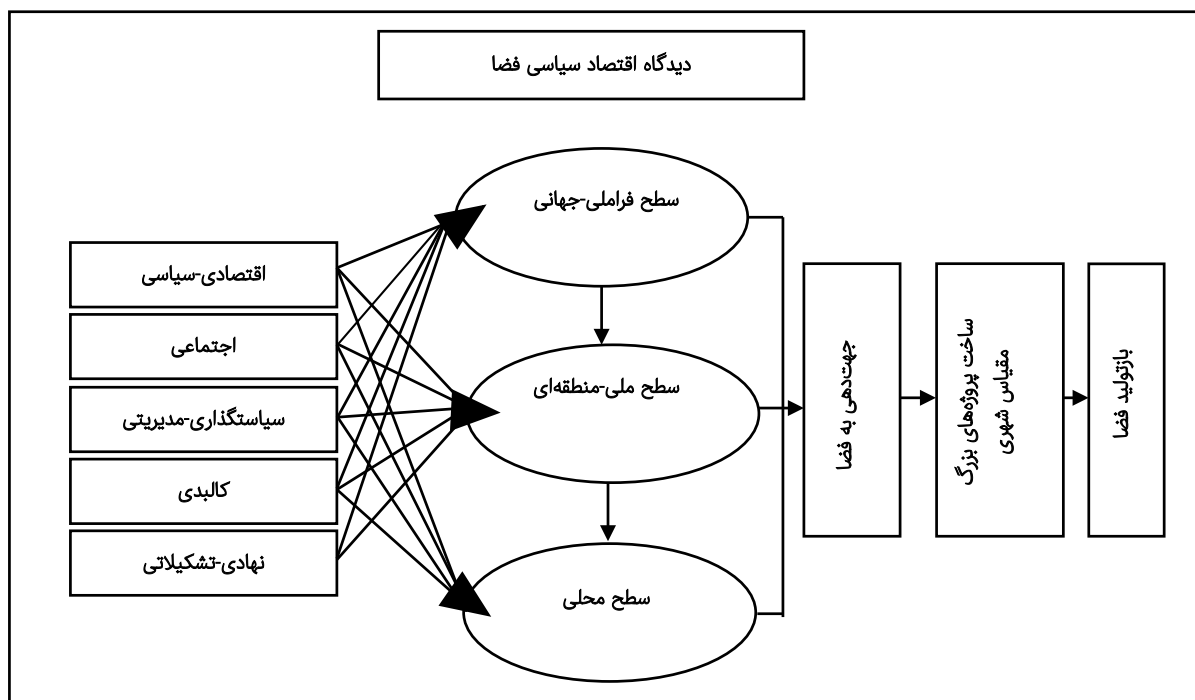 دیدگاه اقتصاد سیاسی فضا
اقتصادی-سیاسی
اجتماعی
سیاستگذاری-مدیریتی
کالبدی
نهادی-تشکیلاتی
سطح فراملی-جهانی
سطح ملی-منطقه‌ای
سطح محلی
جهت‌دهی به فضا
ساخت پروژه‌های بزرگ
مقیاس شهری
بازتولید فضا